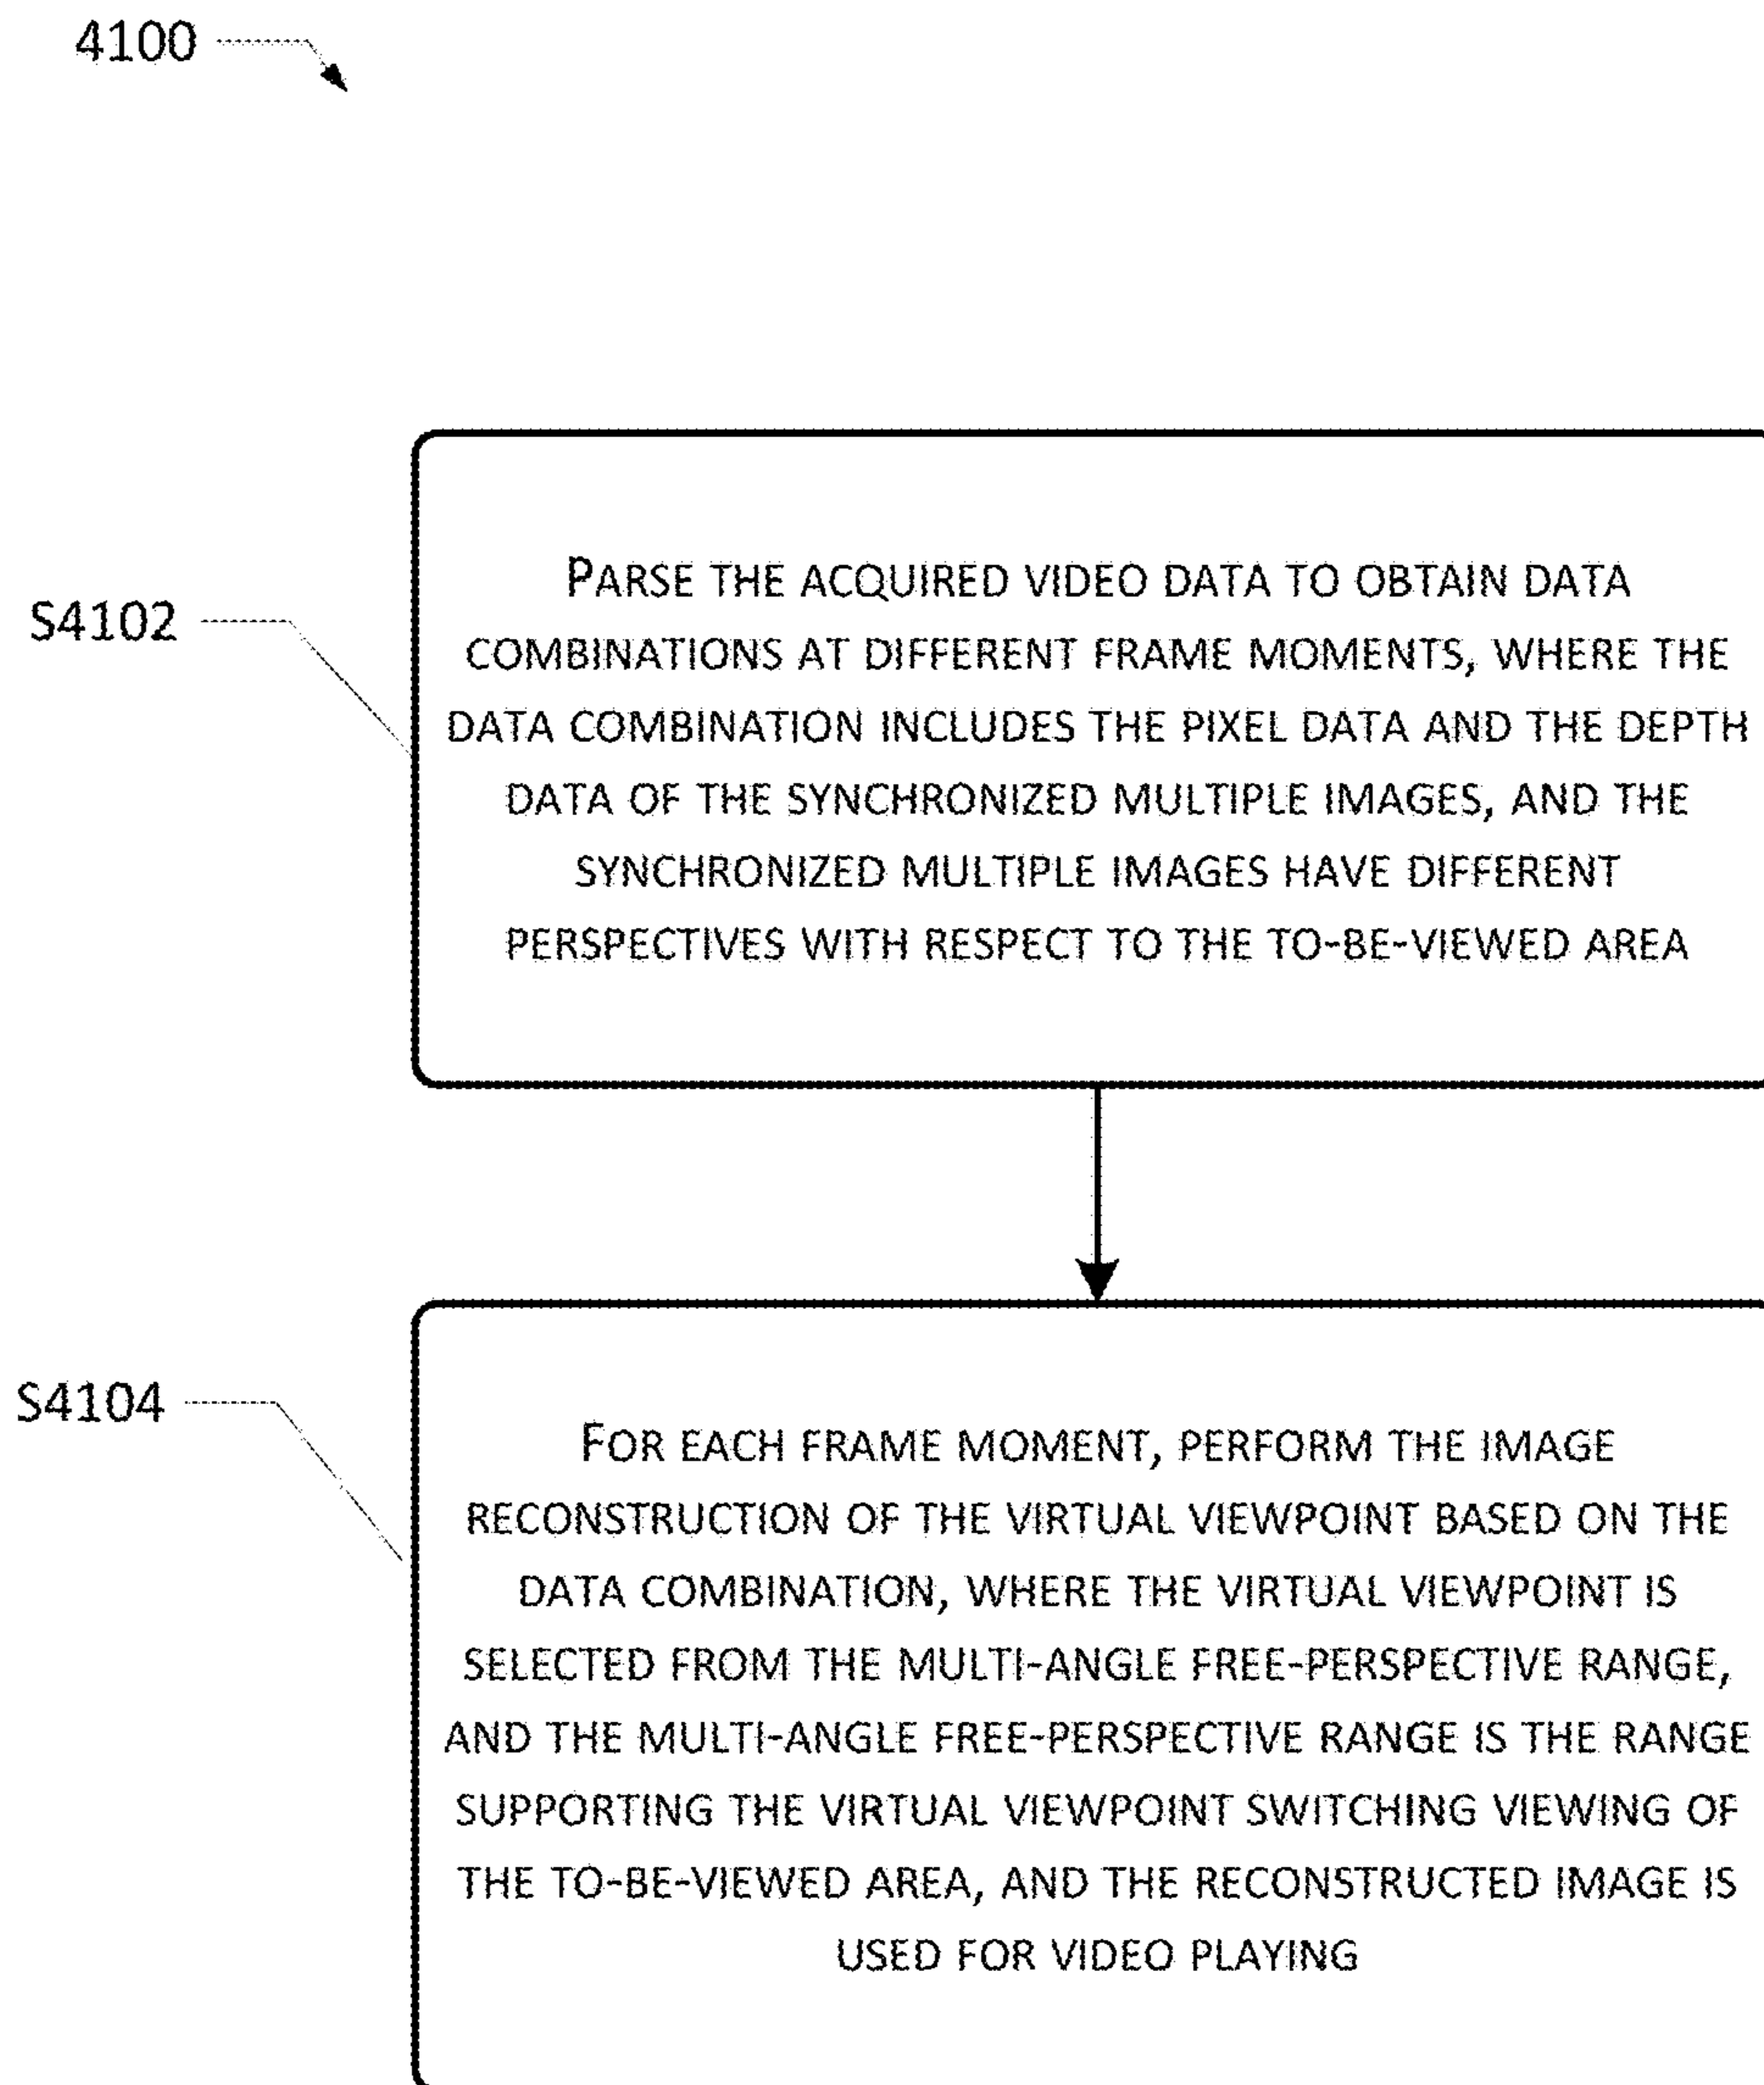 4100
S4102
PARSE THE ACQUIRED VIDEO DATA TO OBTAIN DATA
COMBINATIONS AT DIFFERENT FRAME MOMENTS, WHERE THE
DATA COMBINATION INCLUDES THE PIXEL DATA AND THE DEPTH
DATA OF THE SYNCHRONIZED MULTIPLE IMAGES, AND THE
SYNCHRONIZED MULTIPLE IMAGES HAVE DIFFERENT
PERSPECTIVES WITH RESPECT TO THE TO-BE-VIEWED AREA
S4104
FOR EACH FRAME MOMENT, PERFORM THE IMAGE
RECONSTRUCTION OF THE VIRTUAL VIEWPOINT BASED ON THE
DATA COMBINATION, WHERE THE VIRTUAL VIEWPOINT IS
SELECTED FROM THE MULTI-ANGLE FREE-PERSPECTIVE RANGE,
AND THE MULTI-ANGLE FREE-PERSPECTIVE RANGE IS THE RANGE
SUPPORTING THE VIRTUAL VIEWPOINT SWITCHING VIEWING OF
THE TO-BE-VIEWED AREA, AND THE RECONSTRUCTED IMAGE IS
USED FOR VIDEO PLAYING